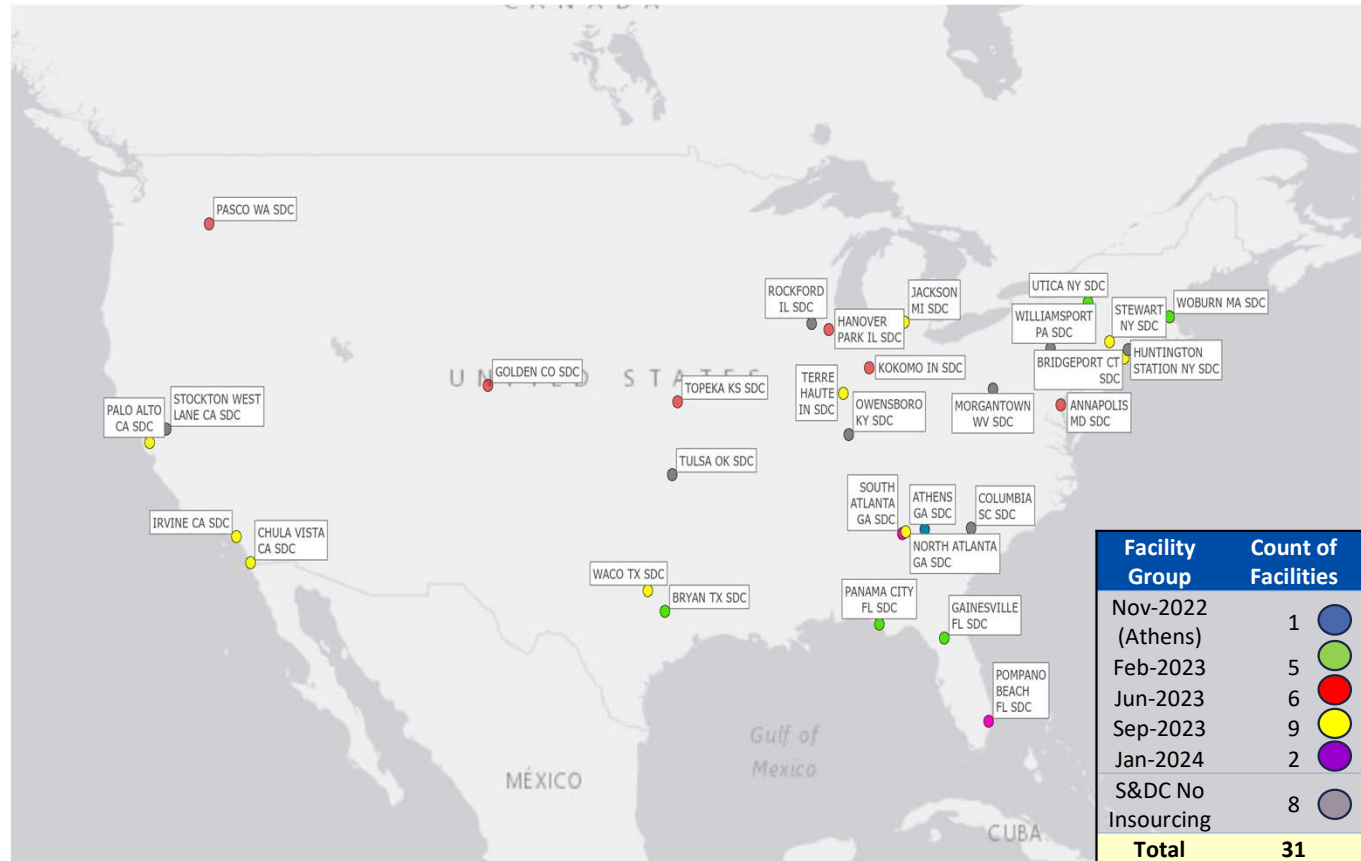 CANADA
PASCO WA SDC
ROCKFORD
IL SDC
HANOVER
PARK IL SDC
JACKSON
MI SDC
UTICA NY SDC
WILLIAMSPORT
PA SDC
STEWART
NY SDC
WOBURN MA SDC
BRIDGEPORT CT
SDC
HUNTINGTON
STATION NY SDC
UNITED STATES
GOLDEN CO SDC
TOPEKA KS SDC
KOKOMO IN SDC
TERRE
HAUTE
IN SDC
OWENSBORO
KY SDC
MORGANTOWN
WV SDC
ANNAPOLIS
MD SDC
PALO ALTO
CA SDC
STOCKTON WEST
LANE CA SDC
TULSA OK SDC
IRVINE CA SDC
CHULA VISTA
CA SDC
SOUTH
ATLANTA
GA SDC
ATHENS
GA SDC
COLUMBIA
SC SDC
NORTH ATLANTA
GA SDC
WACO TX SDC
BRYAN TX SDC
PANAMA CITY
FL SDC
GAINESVILLE
FL SDC
POMPANO
BEACH
FL SDC
Gulf of
Mexico
MÉXICO
CUBA
Facility Group Count of Facilities
Nov-2022 (Athens) 1
Feb-2023 5
Jun-2023 6
Sep-2023 9
Jan-2024 2
S&DC No Insourcing 8
Total 31